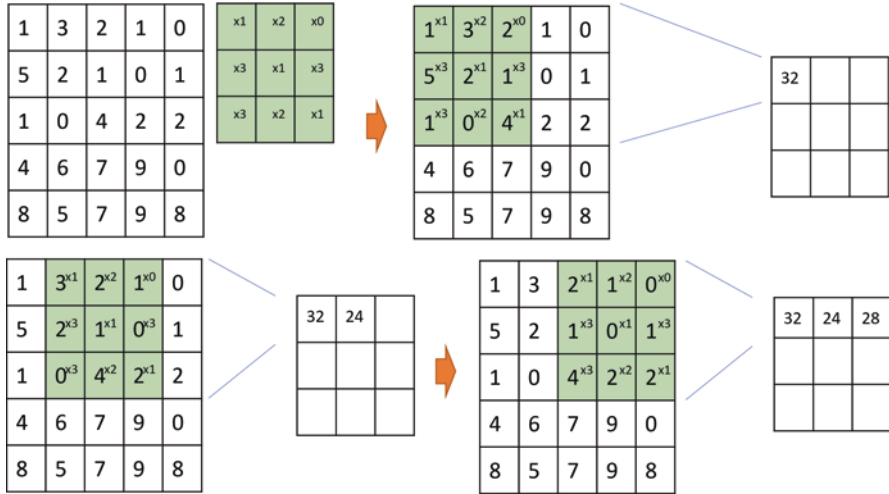 1 3 2 1 0
5 2 1 0 1
1 0 4 2 2
4 6 7 9 0
8 5 7 9 8
x1 x2 x0
x3 x1 x3
x3 x2 x1
1x1 3x2 2x0 1 0
5x3 2x1 1x3 0 1
1x3 0x2 4x1 2 2
4 6 7 9 0
8 5 7 9 8
32
1 3x1 2x2 1x0 0
5 2x3 1x1 0x3 1
1 0x3 4x2 2x1 2
4 6 7 9 0
8 5 7 9 8
32 24
1 3 2x1 1x2 0x0
5 2 1x3 0x1 1x3
1 0 4x3 2x2 2x1
4 6 7 9 0
8 5 7 9 8
32 24 28